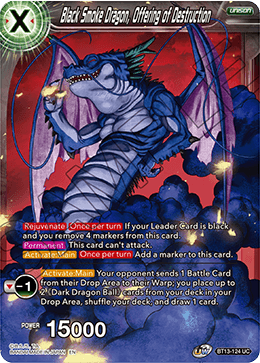 X
Black Smoke Dragon, Offering of Destruction
UNISON
Rejuvenate Once per turn If your Leader Card is black
and you remove 4 markers from this card.
Permanent This card can't attack.
Activate:Main Once per turn Add a marker to this card.
-1
Activate:Main Your opponent sends 1 Battle Card
from their Drop Area to their Warp; you place up to
2 {Dark Dragon Ball} cards from your deck in your
Drop Area, shuffle your deck, and draw 1 card.
POWER 15000
BT13-124 UC